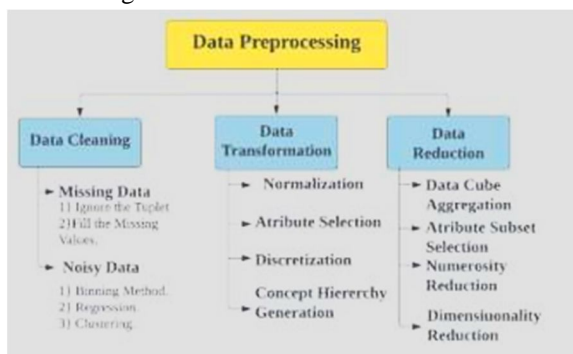 Data Preprocessing
Data Cleaning
Missing Data
1) Ignore the Tuplet
2)Fill the Missing
Values.
Noisy Data
1) Binning Method.
2) Regression
3) Clustering.
Data
Transformation
Normalization
Atribute Selection
Discretization
Concept Hiererchy
Generation
Data
Reduction
Data Cube
Aggregation
Atribute Subset
Selection
Numerosity
Reduction
Dimensiuonality
Reduction